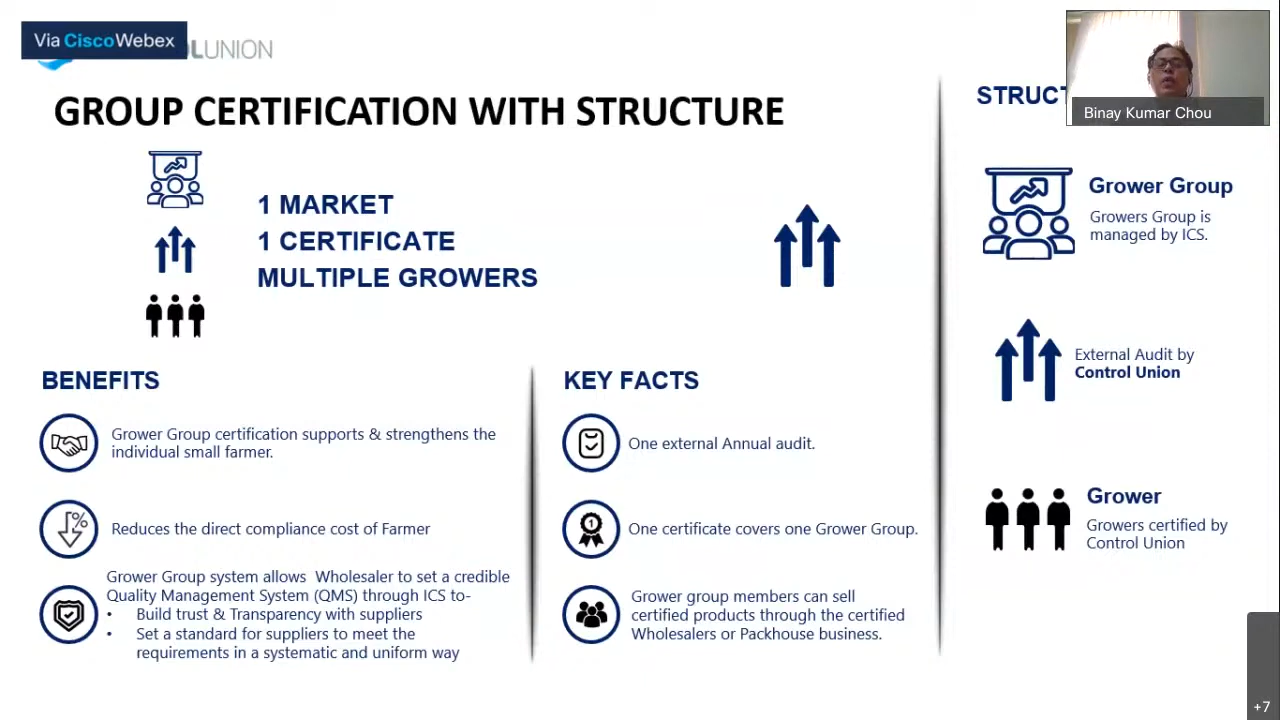 Via CiscoWebex
LUNION
GROUP CERTIFICATION WITH STRUCTURE
1 MARKET
1 CERTIFICATE
MULTIPLE GROWERS
BENEFITS
Grower Group certification supports & strengthens the
individual small farmer.
%
Reduces the direct compliance cost of Farmer
Grower Group system allows Wholesaler to set a credible
Quality Management System (QMS) through ICS to-
• Build trust & Transparency with suppliers
• Set a standard for suppliers to meet the
requirements in a systematic and uniform way
KEY FACTS
One external Annual audit.
1
One certificate covers one Grower Group.
Grower group members can sell
certified products through the certified
Wholesalers or Packhouse business.
STRUCT
Binay Kumar Chou
Grower Group
Growers Group is
managed by ICS.
External Audit by
Control Union
Grower
Growers certified by
Control Union
+7